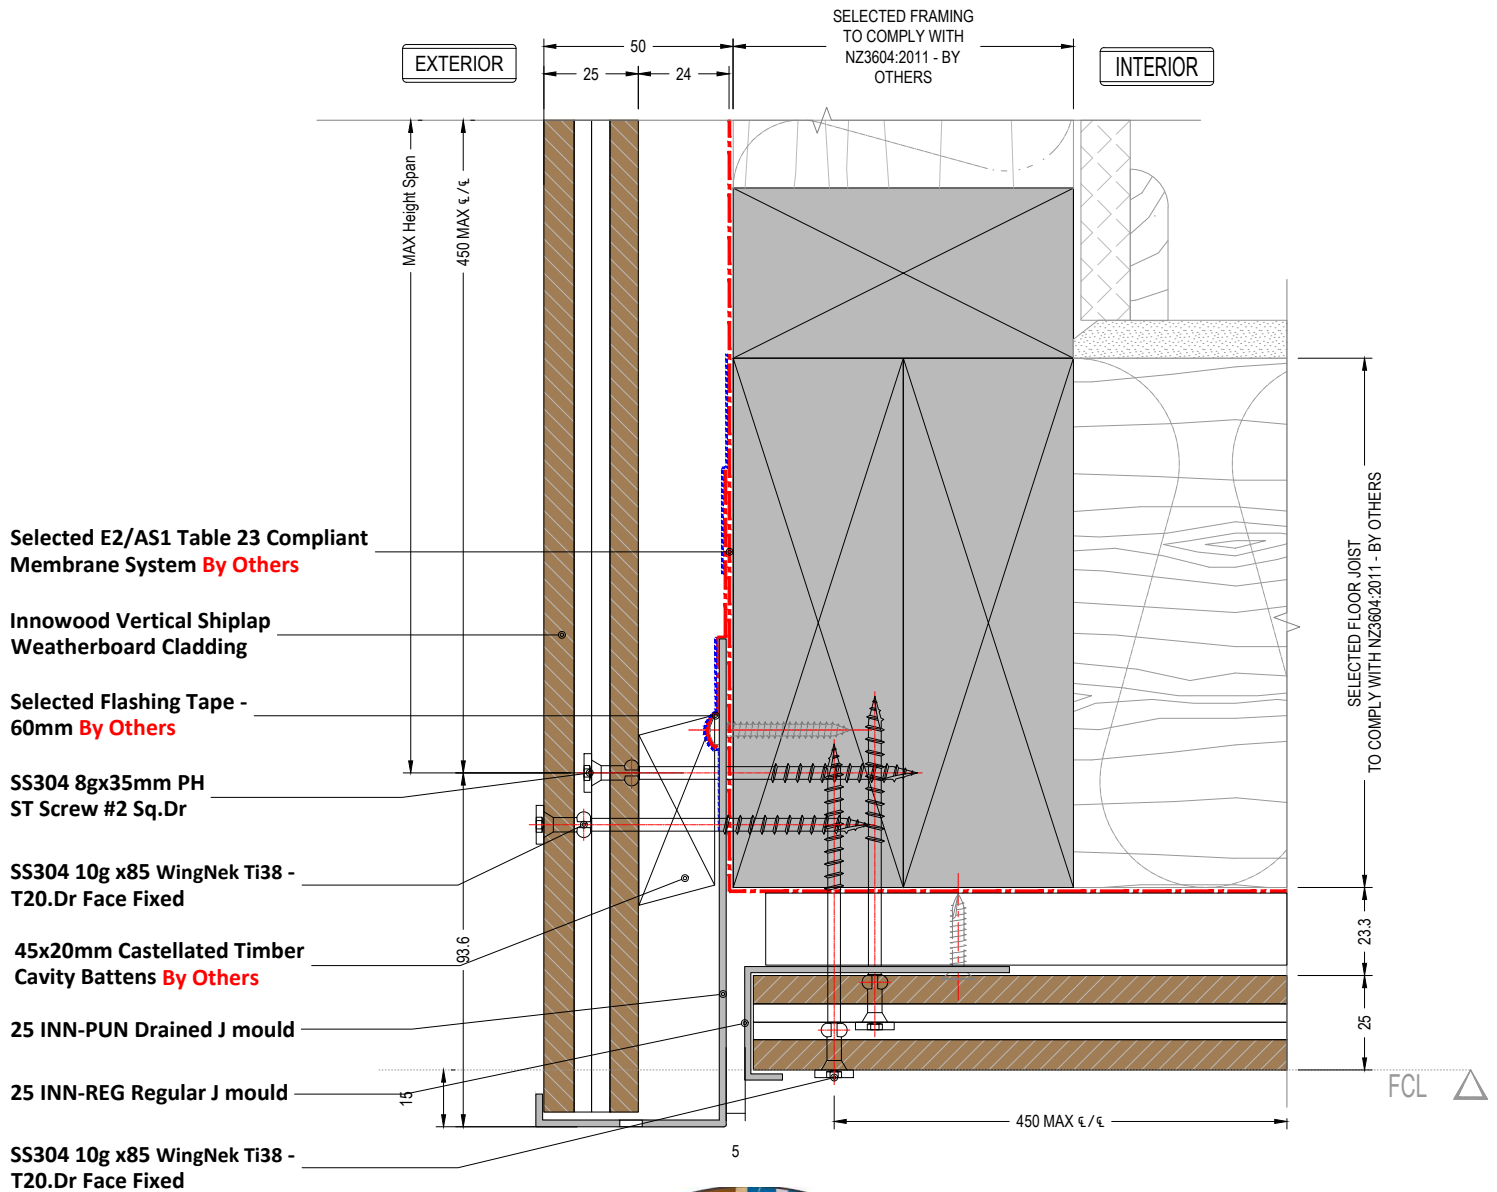 SELECTED FRAMING
TO COMPLY WITH
NZ3604:2011 - BY
OTHERS
EXTERIOR
INTERIOR
50
25
24
MAX Height Span
450 MAX ℄/℄
Selected E2/AS1 Table 23 Compliant
Membrane System By Others
Innowood Vertical Shiplap
Weatherboard Cladding
Selected Flashing Tape -
60mm By Others
SS304 8gx35mm PH
ST Screw #2 Sq.Dr
SS304 10g x85 WingNek Ti38 -
T20.Dr Face Fixed
45x20mm Castellated Timber
Cavity Battens By Others
25 INN-PUN Drained J mould
25 INN-REG Regular J mould
SS304 10g x85 WingNek Ti38 -
T20.Dr Face Fixed
93.6
15
5
SELECTED FLOOR JOIST
TO COMPLY WITH NZ3604:2011 - BY OTHERS
23.3
25
450 MAX ℄/℄
FCL